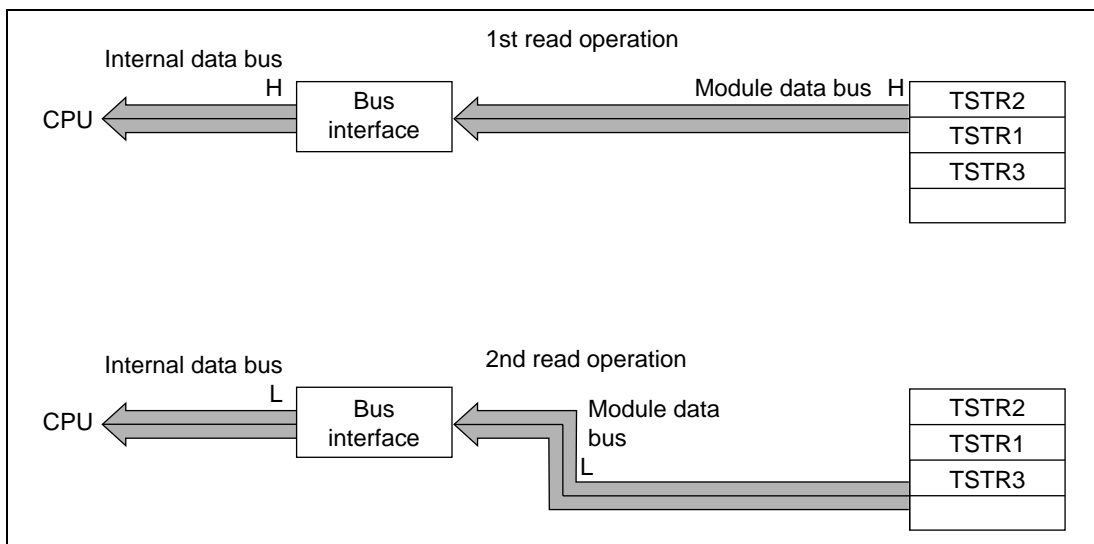 1st read operation
Internal data bus
H
CPU
Bus
interface
Module data bus H
TSTR2
TSTR1
TSTR3
2nd read operation
Internal data bus
L
CPU
Bus
interface
Module data
bus
L
TSTR2
TSTR1
TSTR3